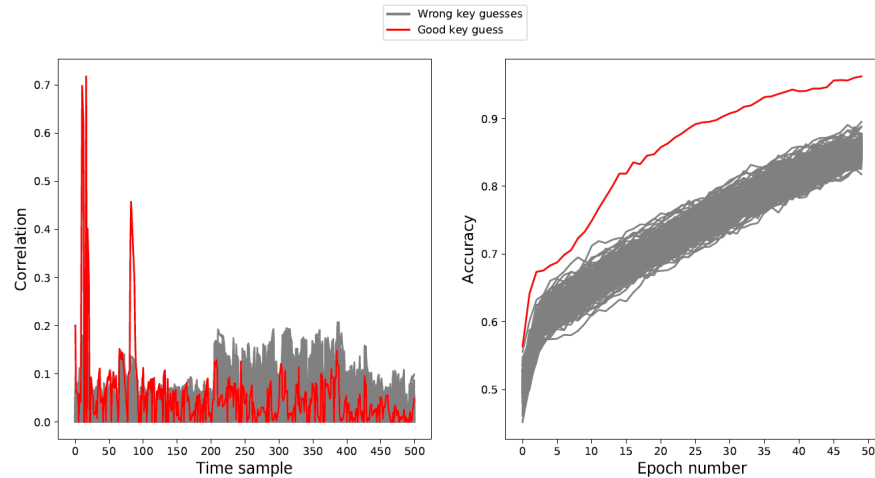 Wrong key guesses
Good key guess
0.7
0.6
0.5
0.4
0.3
0.2
0.1
0.0
Correlation
0 50 100 150 200 250 300 350 400 450 500
Time sample
0.9
0.8
0.7
0.6
0.5
Accuracy
0 5 10 15 20 25 30 35 40 45 50
Epoch number